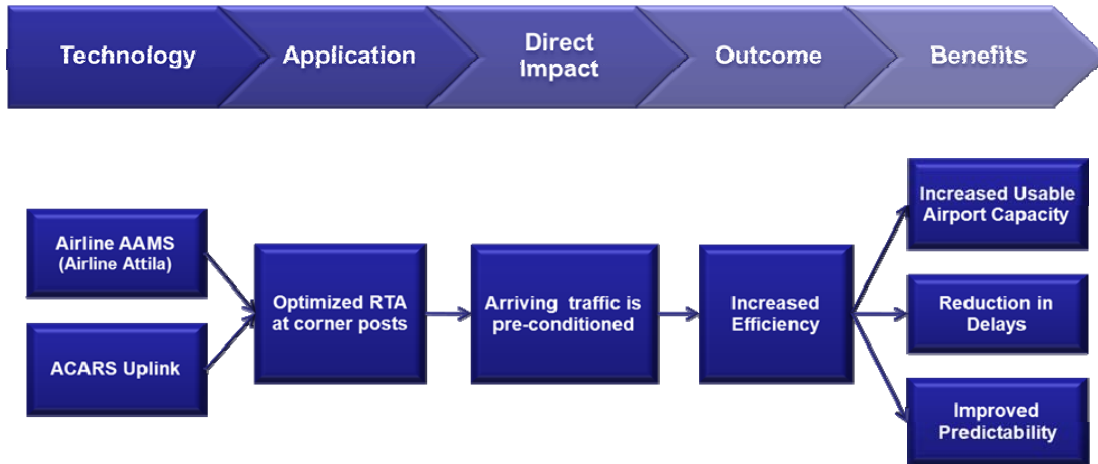 Technology
Application
Direct
Impact
Outcome
Benefits
Airline AAMS
(Airline Attila)
ACARS Uplink
Optimized RTA
at corner posts
Arriving traffic is
pre-conditioned
Increased
Efficiency
Increased Usable
Airport Capacity
Reduction in
Delays
Improved
Predictability